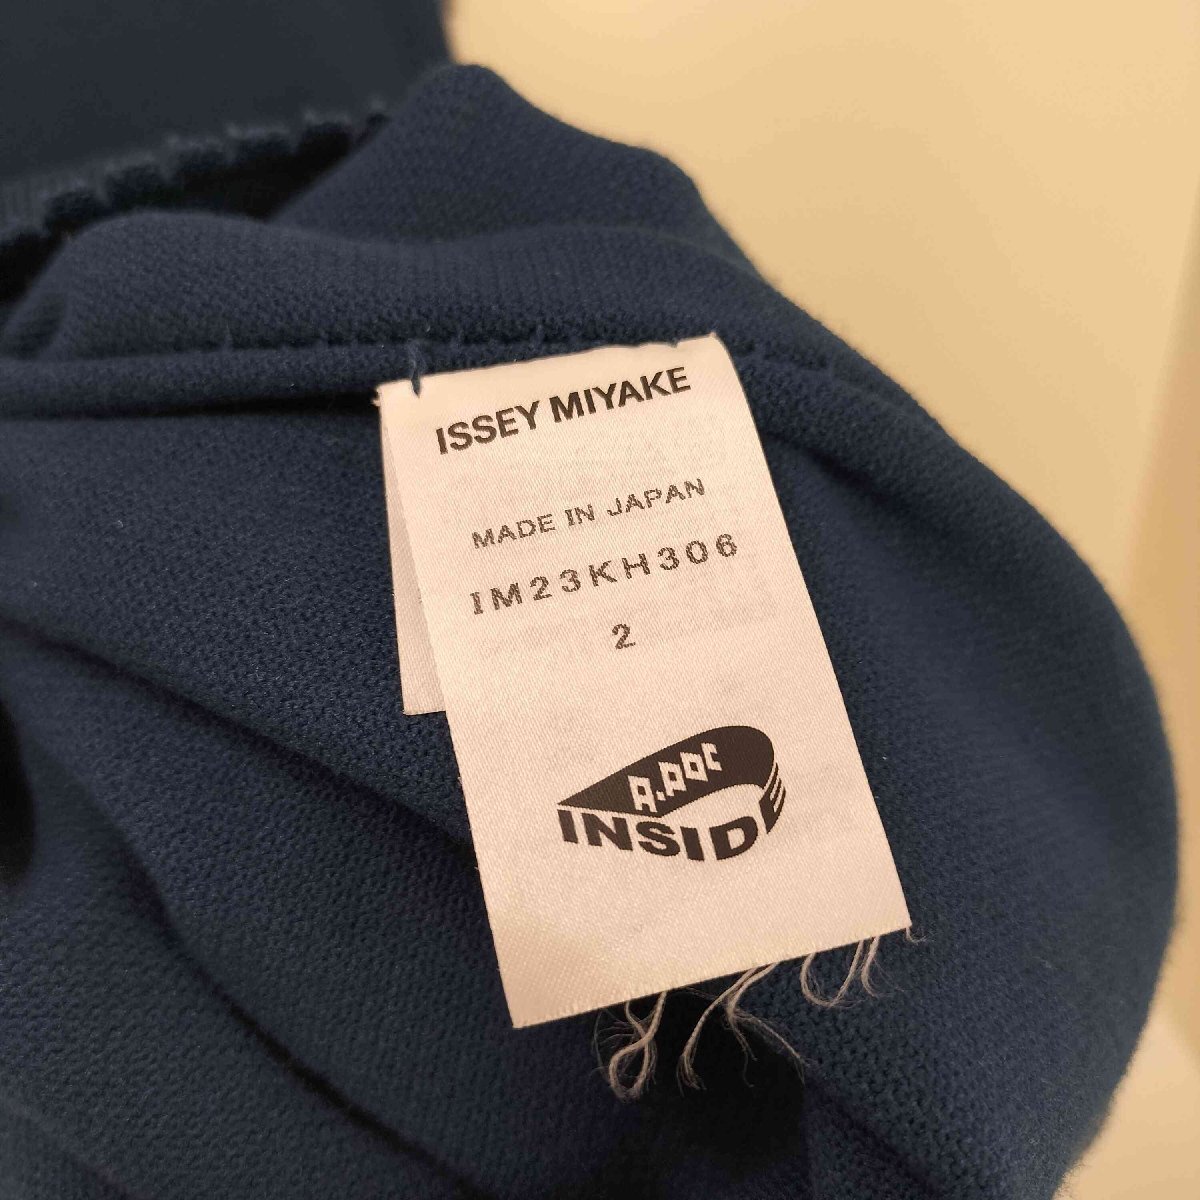 ISSEY MIYAKE
MADE IN JAPAN
IM23KH306
2
A.POC
INSIDE